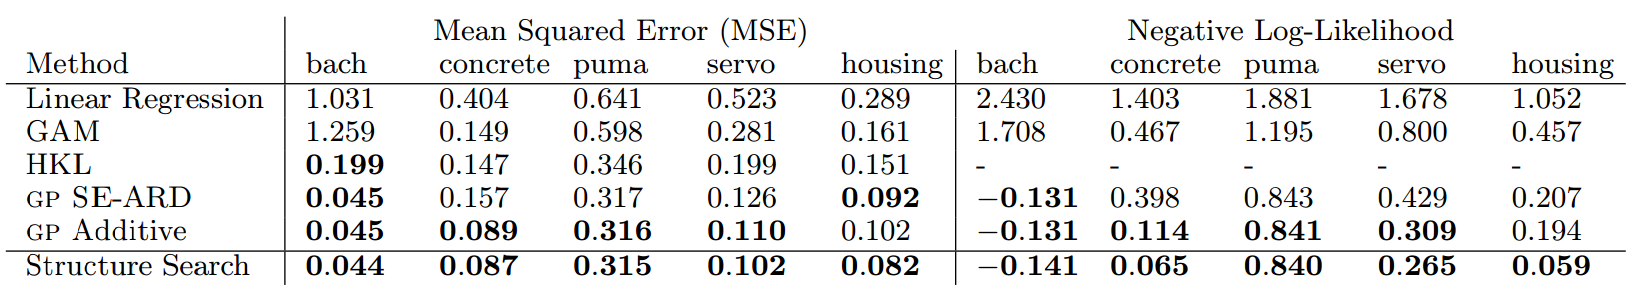 Mean Squared Error (MSE) Negative Log-Likelihood
Method bach concrete puma servo housing bach concrete puma servo housing
Linear Regression 1.031 0.404 0.641 0.523 0.289 2.430 1.403 1.881 1.678 1.052
GAM 1.259 0.149 0.598 0.281 0.161 1.708 0.467 1.195 0.800 0.457
HKL 0.199 0.147 0.346 0.199 0.151 - - - - -
GP SE-ARD 0.045 0.157 0.317 0.126 0.092 −0.131 0.398 0.843 0.429 0.207
GP Additive 0.045 0.089 0.316 0.110 0.102 −0.131 0.114 0.841 0.309 0.194
Structure Search 0.044 0.087 0.315 0.102 0.082 −0.141 0.065 0.840 0.265 0.059